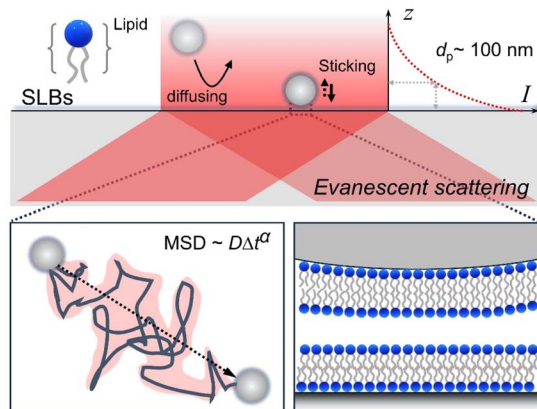 Lipid
z
d_p~ 100 nm
Sticking
diffusing
SLBs
I
Evanescent scattering
MSD ~ DΔt^α